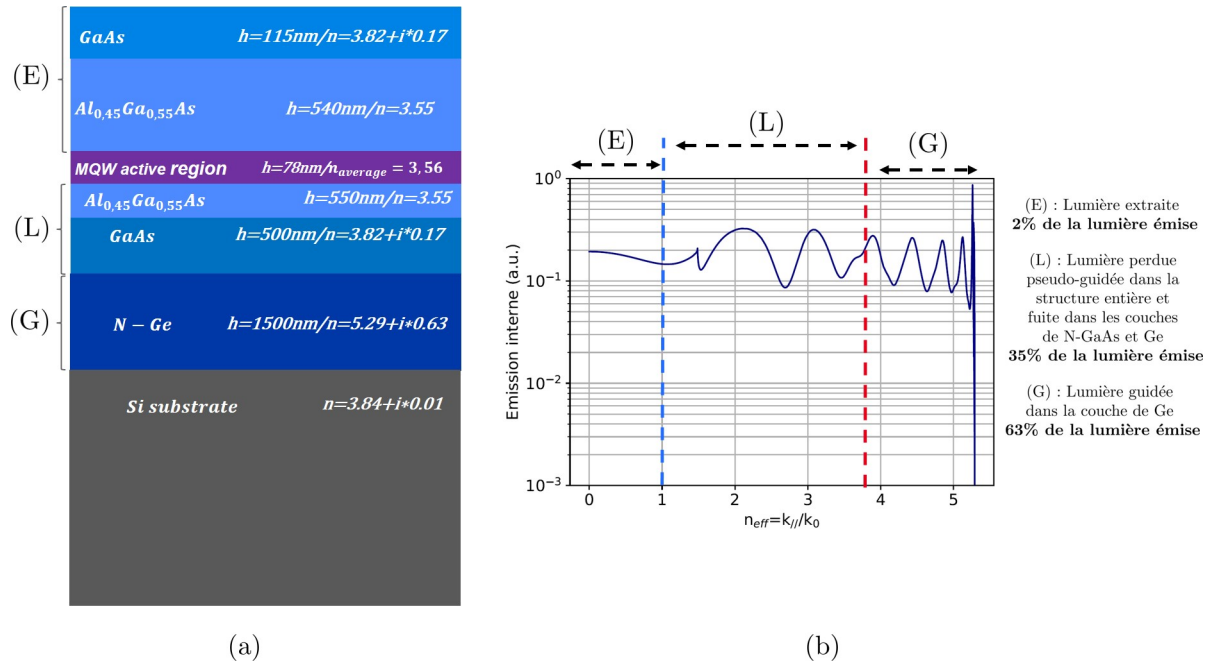 (E)
GaAs h=115nm/n=3.82+i*0.17
Al0,45Ga0,55As h=540nm/n=3.55
MQW active region h=78nm/naverage = 3,56
(L)
Al0,45Ga0,55As h=550nm/n=3.55
GaAs h=500nm/n=3.82+i*0.17
(G)
N − Ge h=1500nm/n=5.29+i*0.63
Si substrate n=3.84+i*0.01
(a)
(E)
(L)
(G)
Emission interne (a.u.)
10^0
10^−1
10^−2
10^−3
0 1 2 3 4 5
neff=k///k0
(E) : Lumière extraite
2% de la lumière émise
(L) : Lumière perdue
pseudo-guidée dans la
structure entière et
fuite dans les couches
de N-GaAs et Ge
35% de la lumière émise
(G) : Lumière guidée
dans la couche de Ge
63% de la lumière émise
(b)